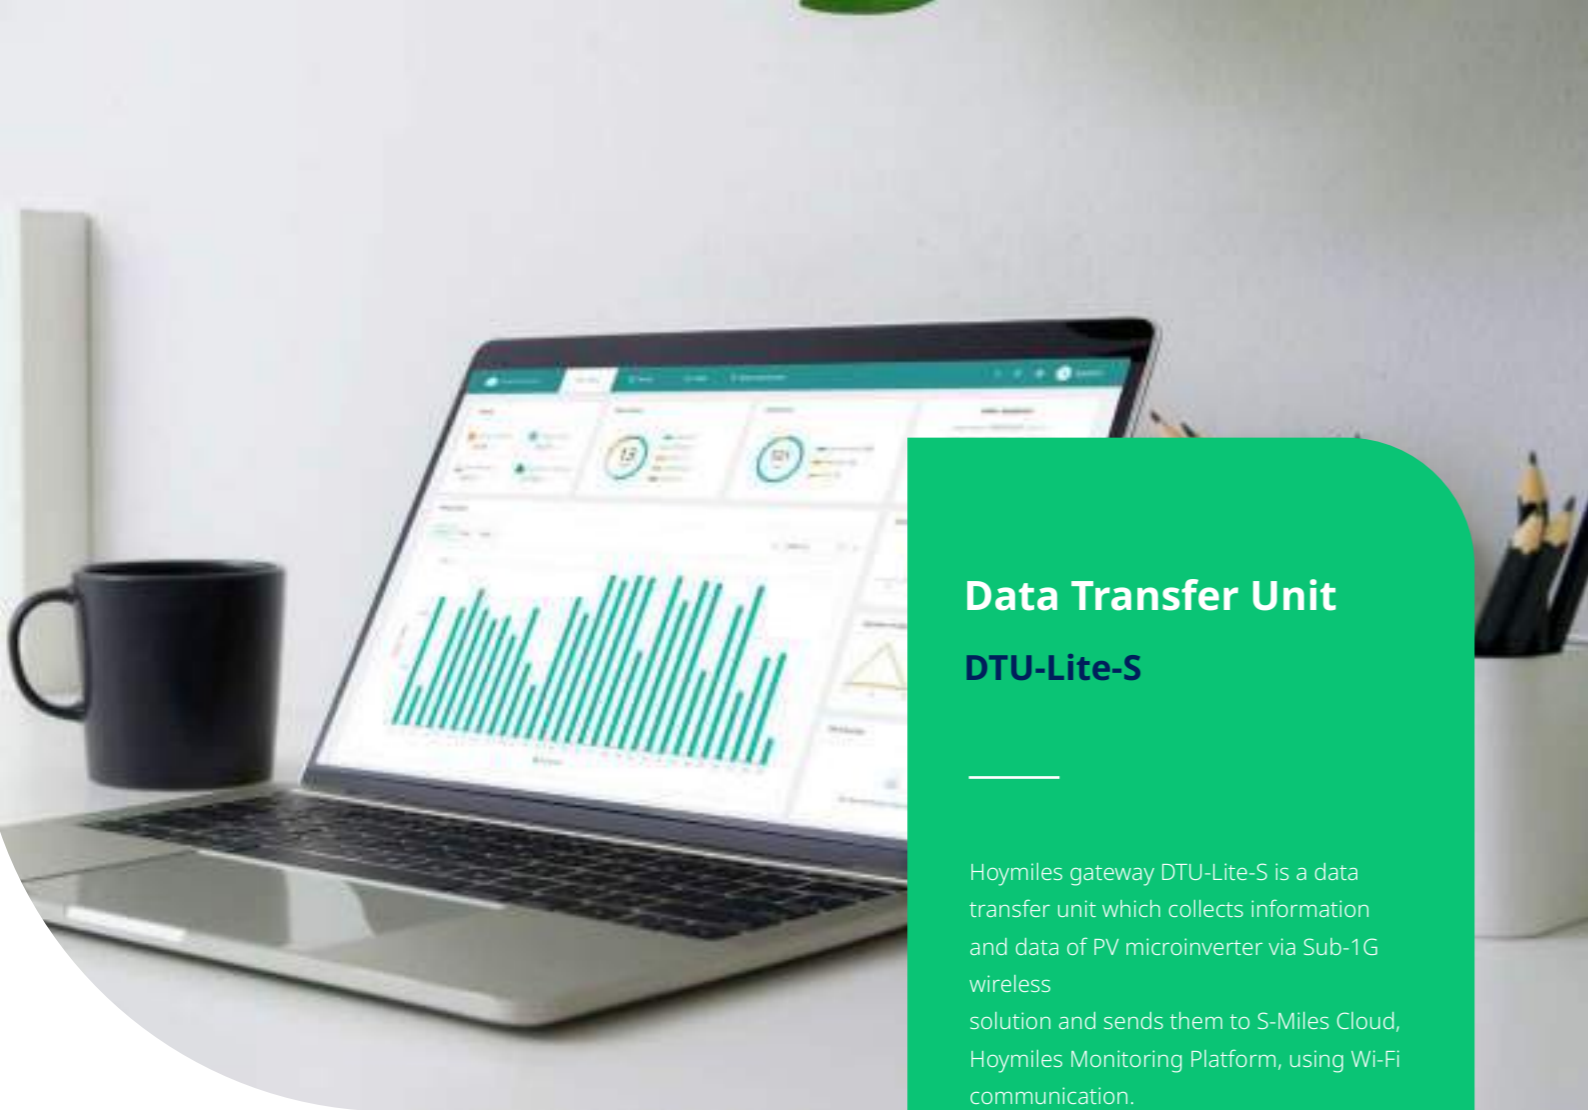 Data Transfer Unit
DTU-Lite-S
Hoymiles gateway DTU-Lite-S is a data
transfer unit which collects information
and data of PV microinverter via Sub-1G
wireless
solution and sends them to S-Miles Cloud,
Hoymiles Monitoring Platform, using Wi-Fi
communication.